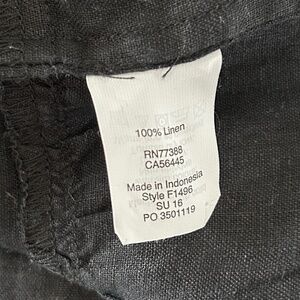 100% Linen
RN77388
CA56445
Made in Indonesia
Style F1496
SU 16
PO 3501119